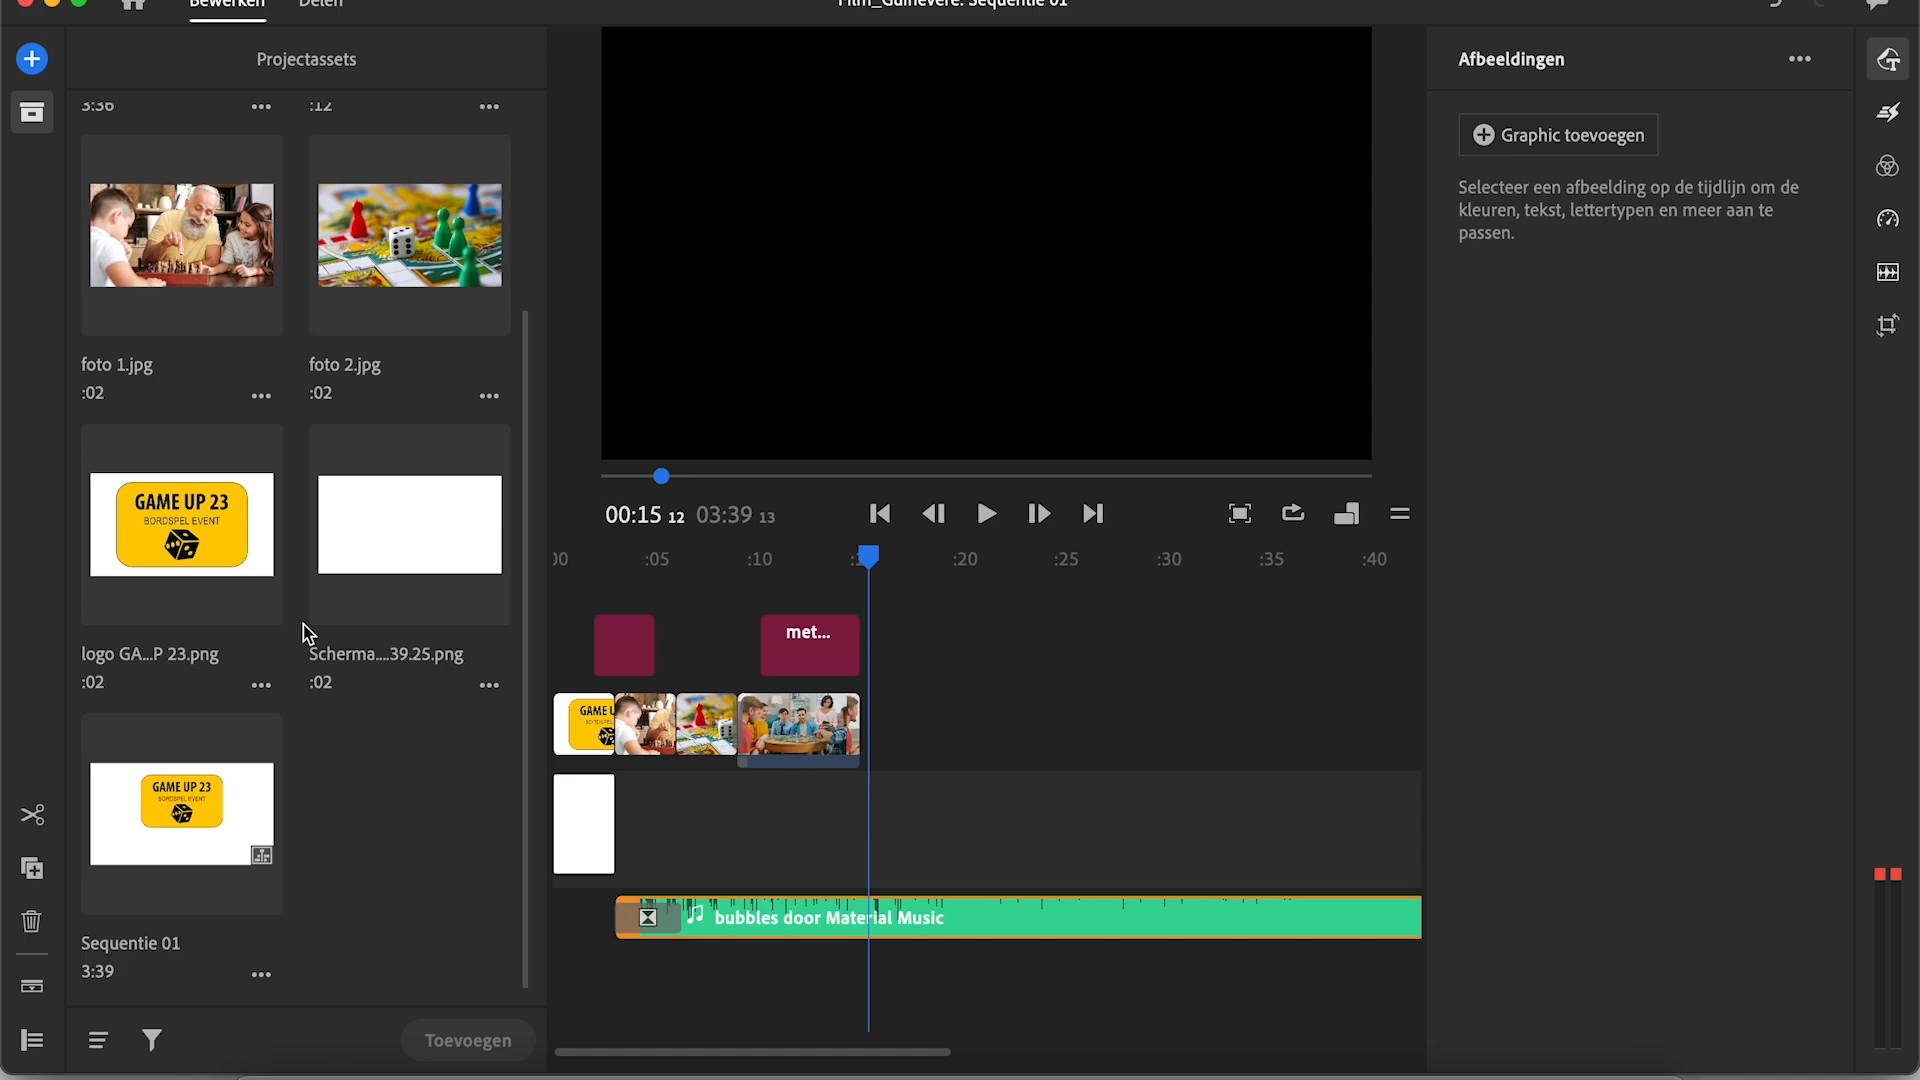 Bewerken
Delen
Film_Guinevere: Sequentie 01
Projectassets
3:36
:12
foto 1.jpg
:02
foto 2.jpg
:02
GAME UP 23
BORDSPEL EVENT
logo GA...P 23.png
:02
Scherma....39.25.png
:02
GAME UP 23
BORDSPEL EVENT
Sequentie 01
3:39
Toevoegen
00:15 12 03:39 13
:05
:10
:20
:25
:30
:35
:40
met...
GAME U
bubbles door Material Music
Afbeeldingen
Graphic toevoegen
Selecteer een afbeelding op de tijdlijn om de
kleuren, tekst, lettertypen en meer aan te
passen.